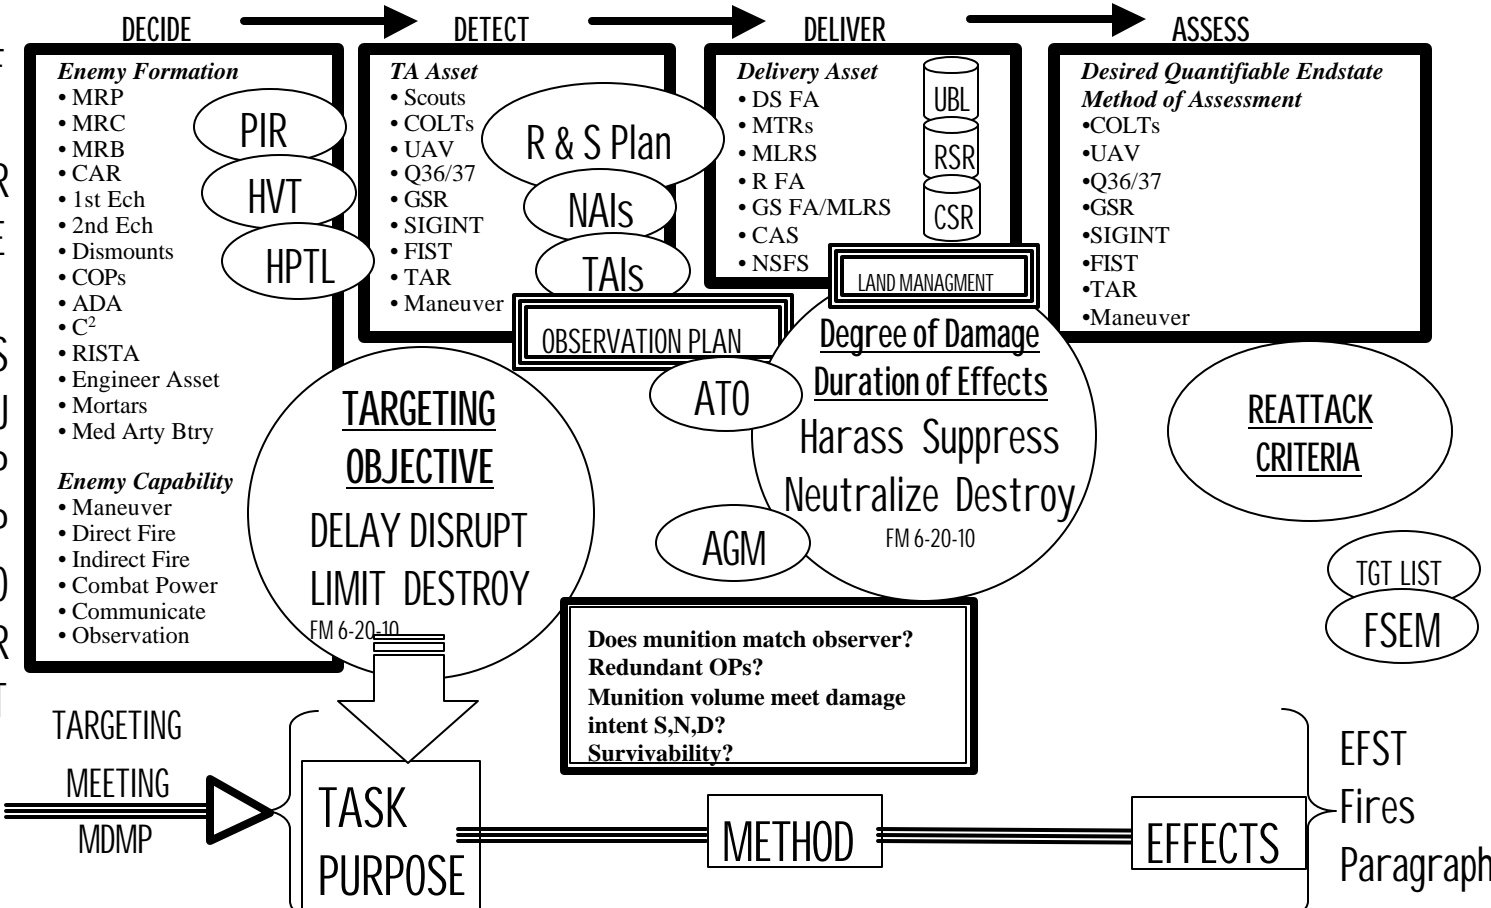 DECIDE
DETECT
DELIVER
ASSESS
Enemy Formation
• MRP
• MRC
• MRB
• CAR
• 1st Ech
• 2nd Ech
• Dismounts
• COPs
• ADA
• C2
• RISTA
• Engineer Asset
• Mortars
• Med Arty Btry
Enemy Capability
• Maneuver
• Direct Fire
• Indirect Fire
• Combat Power
• Communicate
• Observation
PIR
HVT
HPTL
TA Asset
• Scouts
• COLTs
• UAV
• Q36/37
• GSR
• SIGINT
• FIST
• TAR
• Maneuver
R & S Plan
NAIs
TAIs
OBSERVATION PLAN
Delivery Asset
• DS FA
• MTRs
• MLRS
• R FA
• GS FA/MLRS
• CAS
• NSFS
UBL
RSR
CSR
LAND MANAGMENT
Desired Quantifiable Endstate
Method of Assessment
•COLTs
•UAV
•Q36/37
•GSR
•SIGINT
•FIST
•TAR
•Maneuver
TARGETING
OBJECTIVE
DELAY DISRUPT
LIMIT DESTROY
FM 6-20-10
ATO
AGM
Degree of Damage
Duration of Effects
Harass Suppress
Neutralize Destroy
FM 6-20-10
REATTACK
CRITERIA
TGT LIST
FSEM
Does munition match observer?
Redundant OPs?
Munition volume meet damage
intent S,N,D?
Survivability?
TARGETING
MEETING
MDMP
TASK
PURPOSE
METHOD
EFFECTS
EFST
Fires
Paragraph